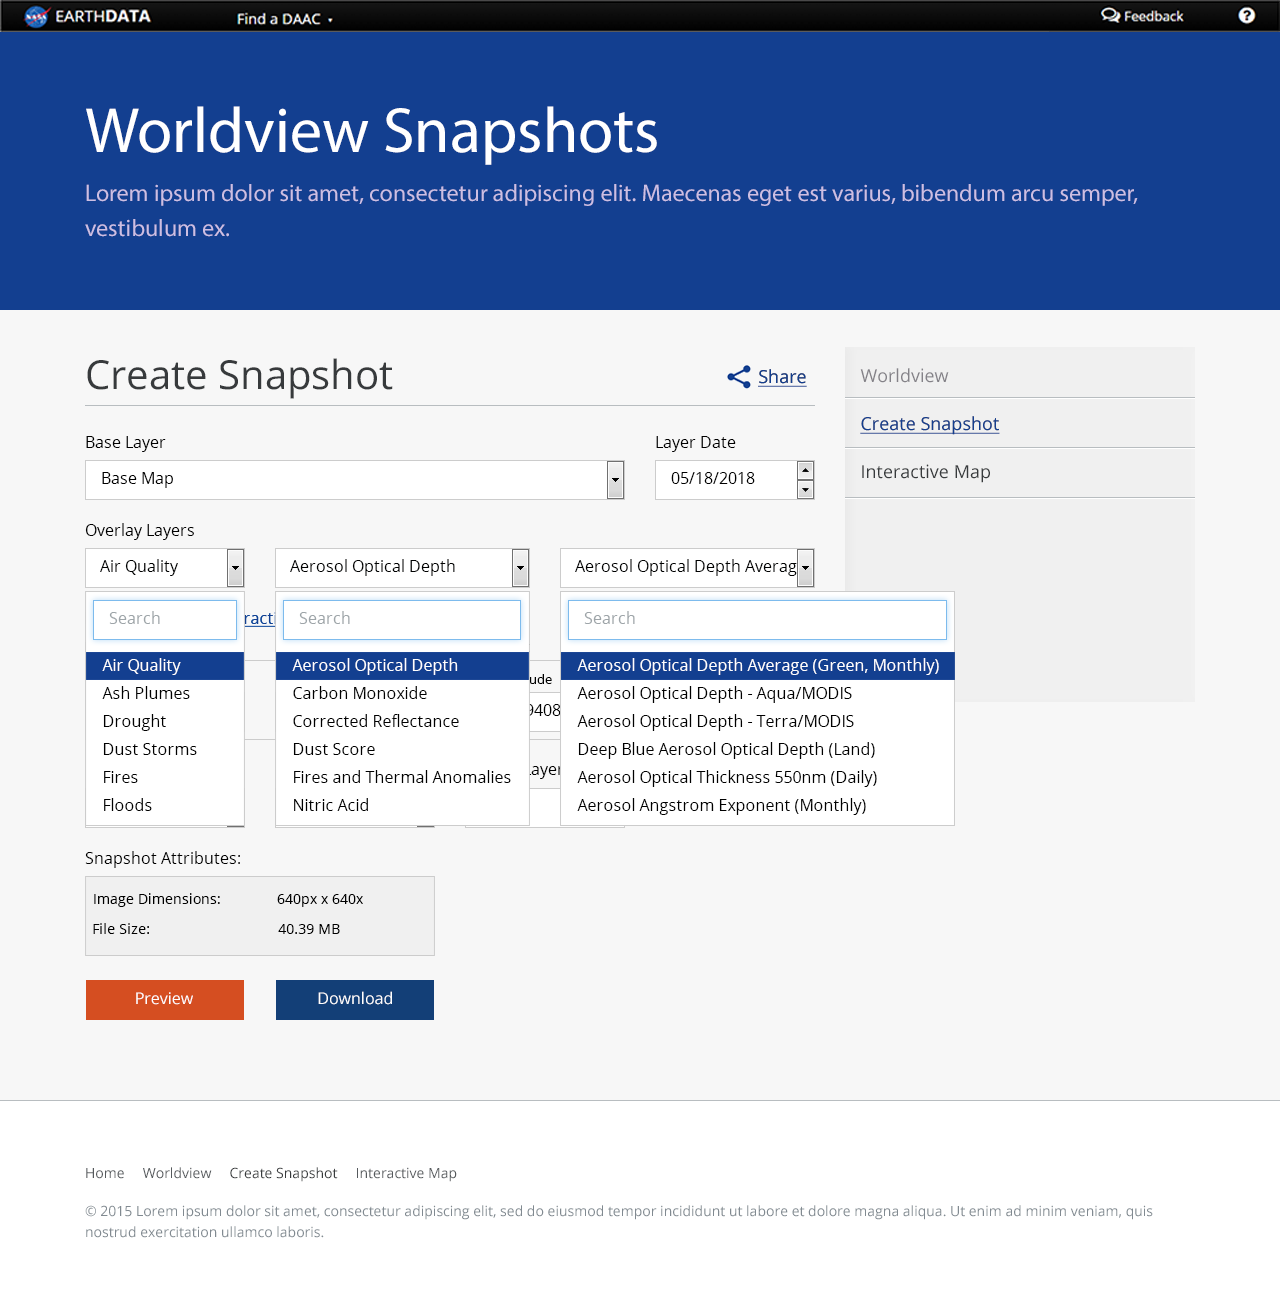 EARTHDATA
Find a DAAC
Feedback
?
Worldview Snapshots
Lorem ipsum dolor sit amet, consectetur adipiscing elit. Maecenas eget est varius, bibendum arcu semper,
vestibulum ex.
Create Snapshot
Share
Worldview
Create Snapshot
Interactive Map
Base Layer
Layer Date
Base Map
05/18/2018
Overlay Layers
Air Quality
Aerosol Optical Depth
Aerosol Optical Depth Averag
Search
Search
Search
Air Quality
Ash Plumes
Drought
Dust Storms
Fires
Floods
Aerosol Optical Depth
Carbon Monoxide
Corrected Reflectance
Dust Score
Fires and Thermal Anomalies
Nitric Acid
Aerosol Optical Depth Average (Green, Monthly)
Aerosol Optical Depth - Aqua/MODIS
Aerosol Optical Depth - Terra/MODIS
Deep Blue Aerosol Optical Depth (Land)
Aerosol Optical Thickness 550nm (Daily)
Aerosol Angstrom Exponent (Monthly)
Snapshot Attributes:
Image Dimensions: 640px x 640x
File Size: 40.39 MB
Preview
Download
Home Worldview Create Snapshot Interactive Map
© 2015 Lorem ipsum dolor sit amet, consectetur adipiscing elit, sed do eiusmod tempor incididunt ut labore et dolore magna aliqua. Ut enim ad minim veniam, quis
nostrud exercitation ullamco laboris.